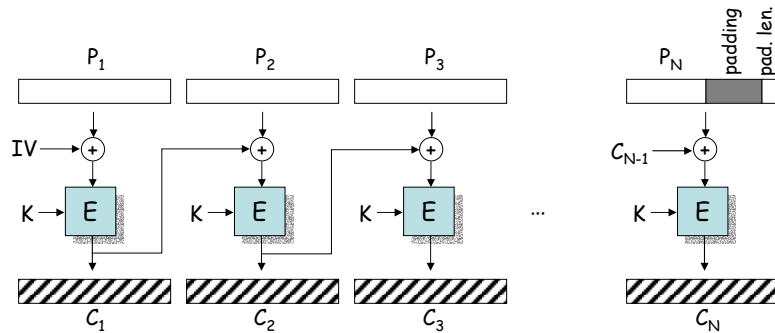 P1 P2 P3 PN padding pad. len.
IV + + + CN-1 +
K E K E K E ... K E
C1 C2 C3 CN